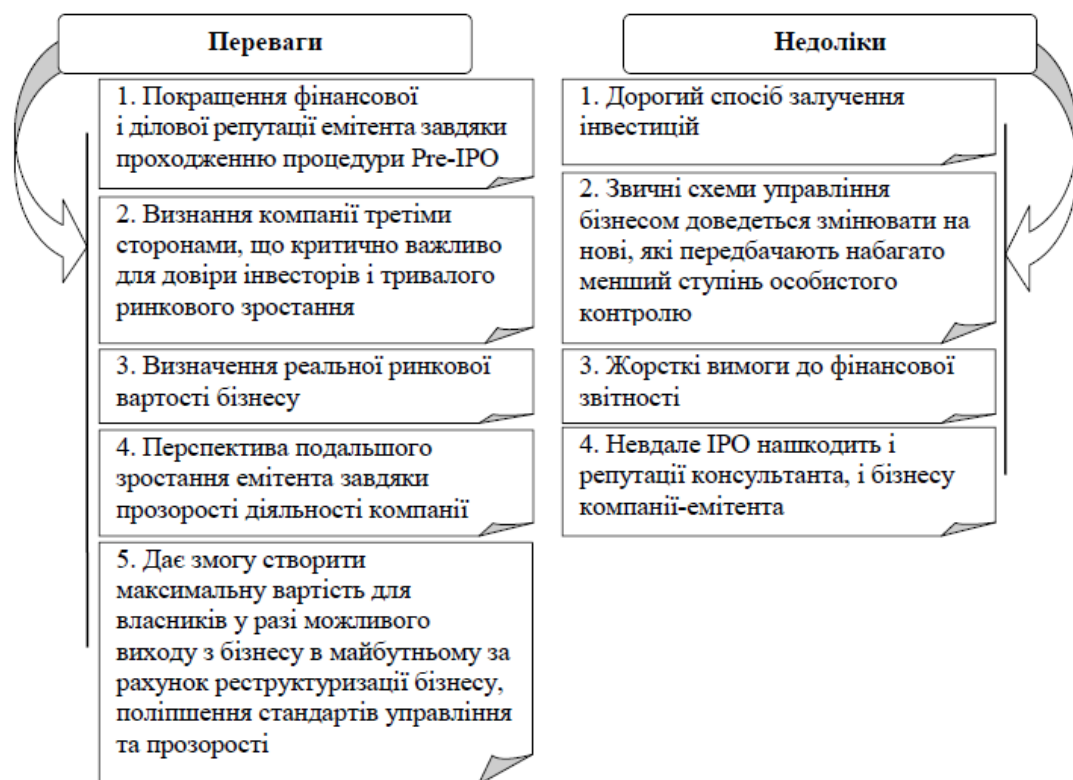 Переваги
1. Покращення фінансової
і ділової репутації емітента завдяки
проходженню процедури Pre-IPO
2. Визнання компанії третіми
сторонами, що критично важливо
для довіри інвесторів і тривалого
ринкового зростання
3. Визначення реальної ринкової
вартості бізнесу
4. Перспектива подальшого
зростання емітента завдяки
прозорості діяльності компанії
5. Дає змогу створити
максимальну вартість для
власників у разі можливого
виходу з бізнесу в майбутньому за
рахунок реструктуризації бізнесу,
поліпшення стандартів управління
та прозорості
Недоліки
1. Дорогий спосіб залучення
інвестицій
2. Звичні схеми управління
бізнесом доведеться змінювати на
нові, які передбачають набагато
менший ступінь особистого
контролю
3. Жорсткі вимоги до фінансової
звітності
4. Невдале IPO нашкодить і
репутації консультанта, і бізнесу
компанії-емітента